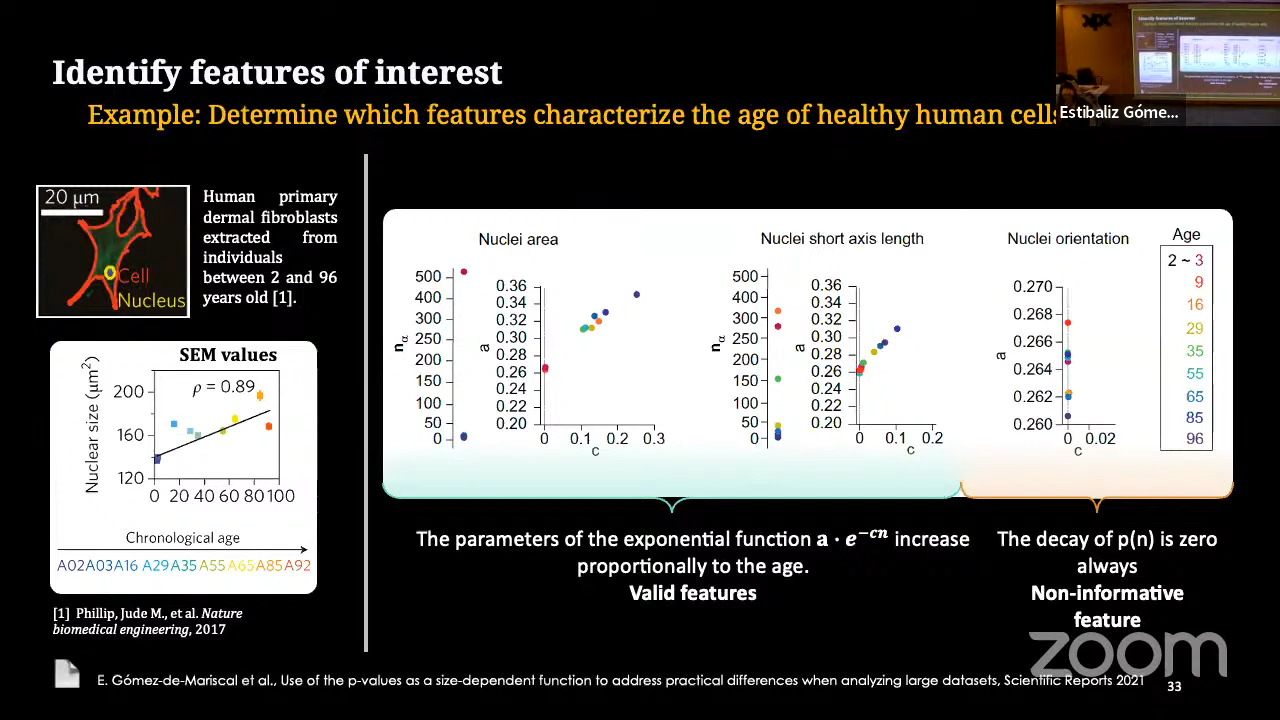 Identify features of interest
Example: Determine which features characterize the age of healthy human cells
Estibaliz Góme...
20 μm
Cell
Nucleus
Human primary
dermal fibroblasts
extracted from
individuals
between 2 and 96
years old [1].
SEM values
Nuclear size (μm²)
ρ = 0.89
200
160
120
0 20 40 60 80 100
Chronological age
A02 A03 A16 A29 A35 A55 A65 A85 A92
[1] Phillip, Jude M., et al. Nature
biomedical engineering, 2017
Nuclei area
nα
500
400
300
250
200
150
100
50
0
a
0.36
0.34
0.32
0.30
0.28
0.26
0.24
0.22
0.20
0 0.1 0.2 0.3
c
Nuclei short axis length
nα
500
400
300
250
200
150
100
50
0
a
0.36
0.34
0.32
0.30
0.28
0.26
0.24
0.22
0.20
0 0.1 0.2
c
Nuclei orientation
a
0.270
0.268
0.266
0.264
0.262
0.260
0 0.02
c
Age
2 ~ 3
9
16
29
35
55
65
85
96
The parameters of the exponential function a · e^−cn increase
proportionally to the age.
Valid features
The decay of p(n) is zero
always
Non-informative
feature
zoom
E. Gómez-de-Mariscal et al., Use of the p-values as a size-dependent function to address practical differences when analyzing large datasets, Scientific Reports 2021
33